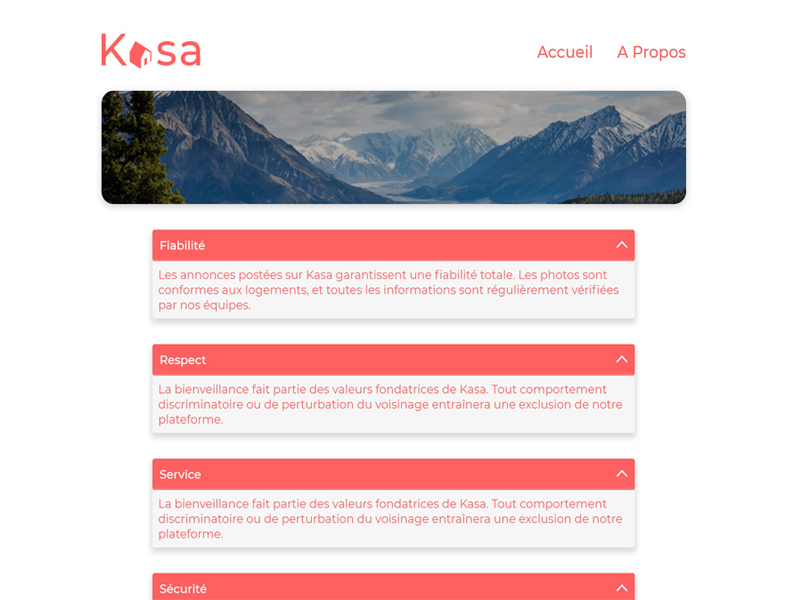 Kasa
Accueil A Propos
Fiabilité
Les annonces postées sur Kasa garantissent une fiabilité totale. Les photos sont
conformes aux logements, et toutes les informations sont régulièrement vérifiées
par nos équipes.
Respect
La bienveillance fait partie des valeurs fondatrices de Kasa. Tout comportement
discriminatoire ou de perturbation du voisinage entraînera une exclusion de notre
plateforme.
Service
La bienveillance fait partie des valeurs fondatrices de Kasa. Tout comportement
discriminatoire ou de perturbation du voisinage entraînera une exclusion de notre
plateforme.
Sécurité